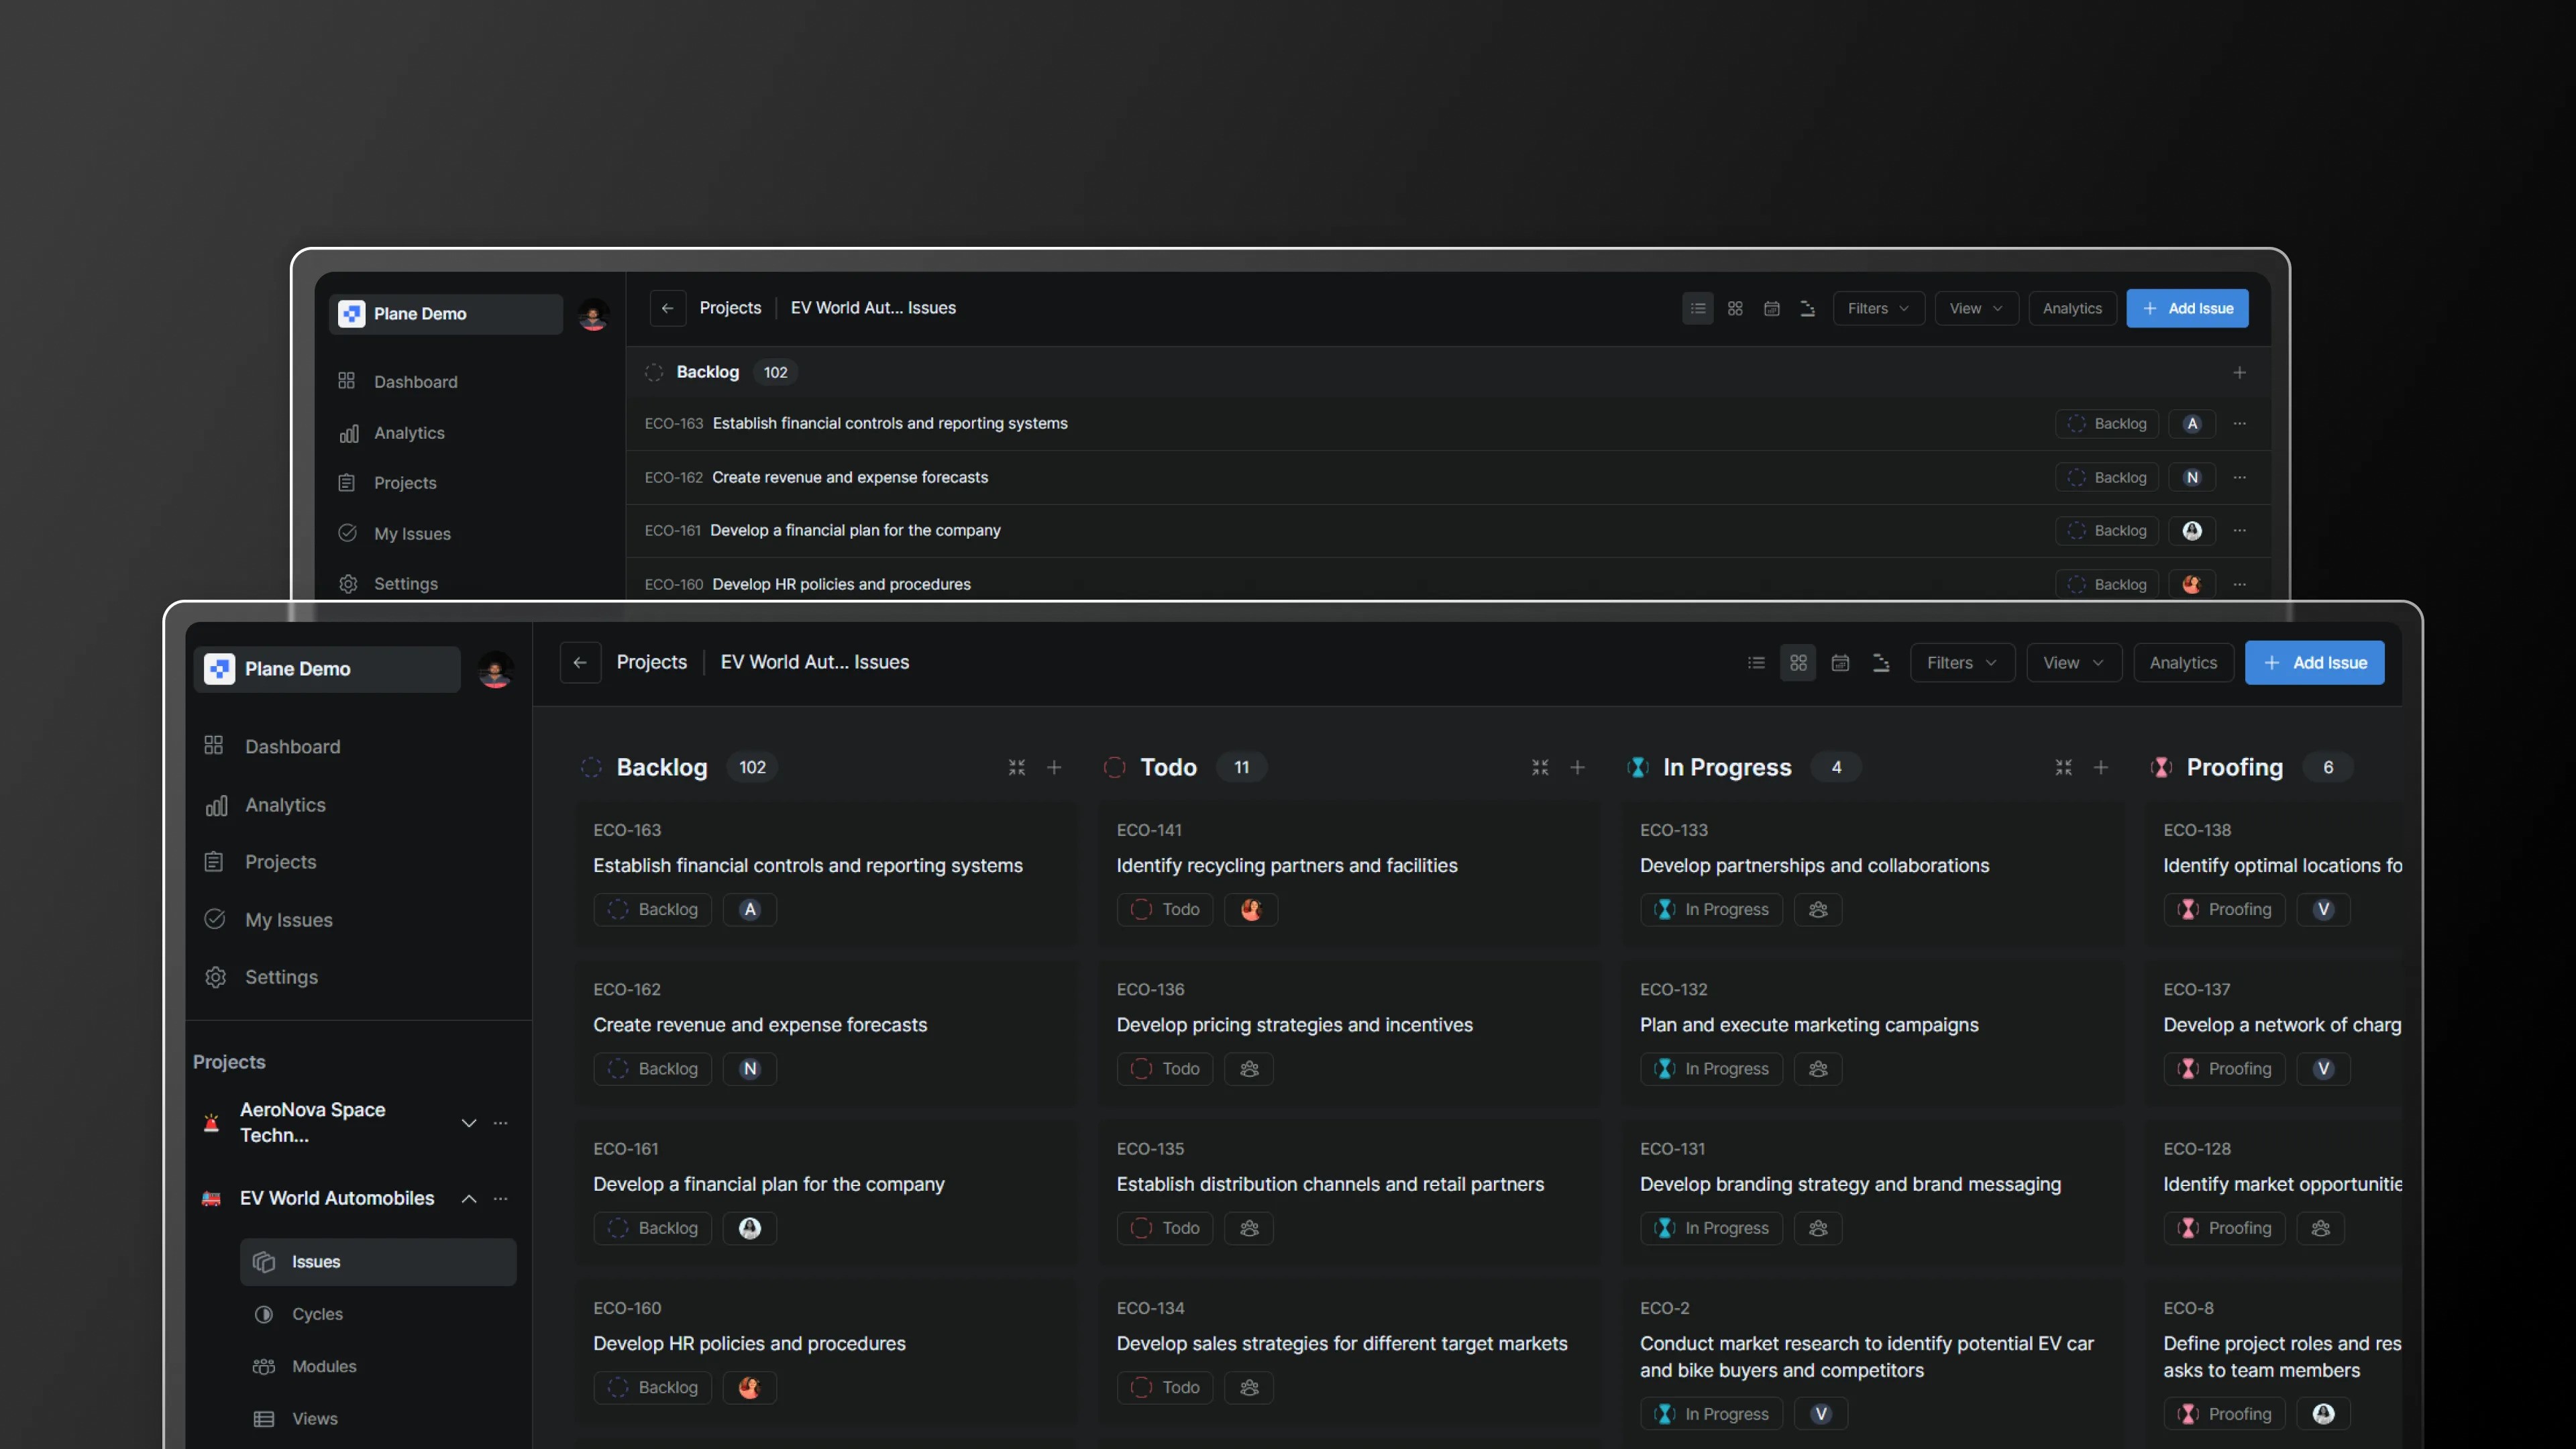 Plane Demo
Projects
EV World Aut... Issues
Filters
View
Analytics
Add Issue
Dashboard
Analytics
Projects
My Issues
Settings
Backlog 102
ECO-163 Establish financial controls and reporting systems Backlog A
ECO-162 Create revenue and expense forecasts Backlog N
ECO-161 Develop a financial plan for the company Backlog
ECO-160 Develop HR policies and procedures Backlog
Plane Demo
Projects
EV World Aut... Issues
Filters
View
Analytics
Add Issue
Dashboard
Analytics
Projects
My Issues
Settings
Projects
AeroNova Space
Techn...
EV World Automobiles
Issues
Cycles
Modules
Views
Backlog 102
ECO-163
Establish financial controls and reporting systems
Backlog A
ECO-162
Create revenue and expense forecasts
Backlog N
ECO-161
Develop a financial plan for the company
Backlog
ECO-160
Develop HR policies and procedures
Backlog
Todo 11
ECO-141
Identify recycling partners and facilities
Todo
ECO-136
Develop pricing strategies and incentives
Todo
ECO-135
Establish distribution channels and retail partners
Todo
ECO-134
Develop sales strategies for different target markets
Todo
In Progress 4
ECO-133
Develop partnerships and collaborations
In Progress
ECO-132
Plan and execute marketing campaigns
In Progress
ECO-131
Develop branding strategy and brand messaging
In Progress
ECO-2
Conduct market research to identify potential EV car
and bike buyers and competitors
In Progress V
Proofing 6
ECO-138
Identify optimal locations fo
Proofing V
ECO-137
Develop a network of charg
Proofing V
ECO-128
Identify market opportunitie
Proofing
ECO-8
Define project roles and res
asks to team members
Proofing